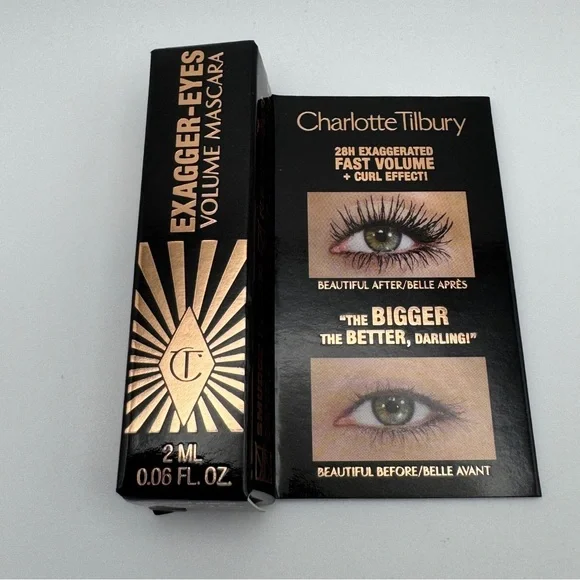 EXAGGER-EYES
VOLUME MASCARA
CT
2 ML
0.06 FL. OZ.
Charlotte Tilbury
28H EXAGGERATED
FAST VOLUME
+ CURL EFFECT!
BEAUTIFUL AFTER/BELLE APRÈS
"THE BIGGER
THE BETTER, DARLING!"
BEAUTIFUL BEFORE/BELLE AVANT